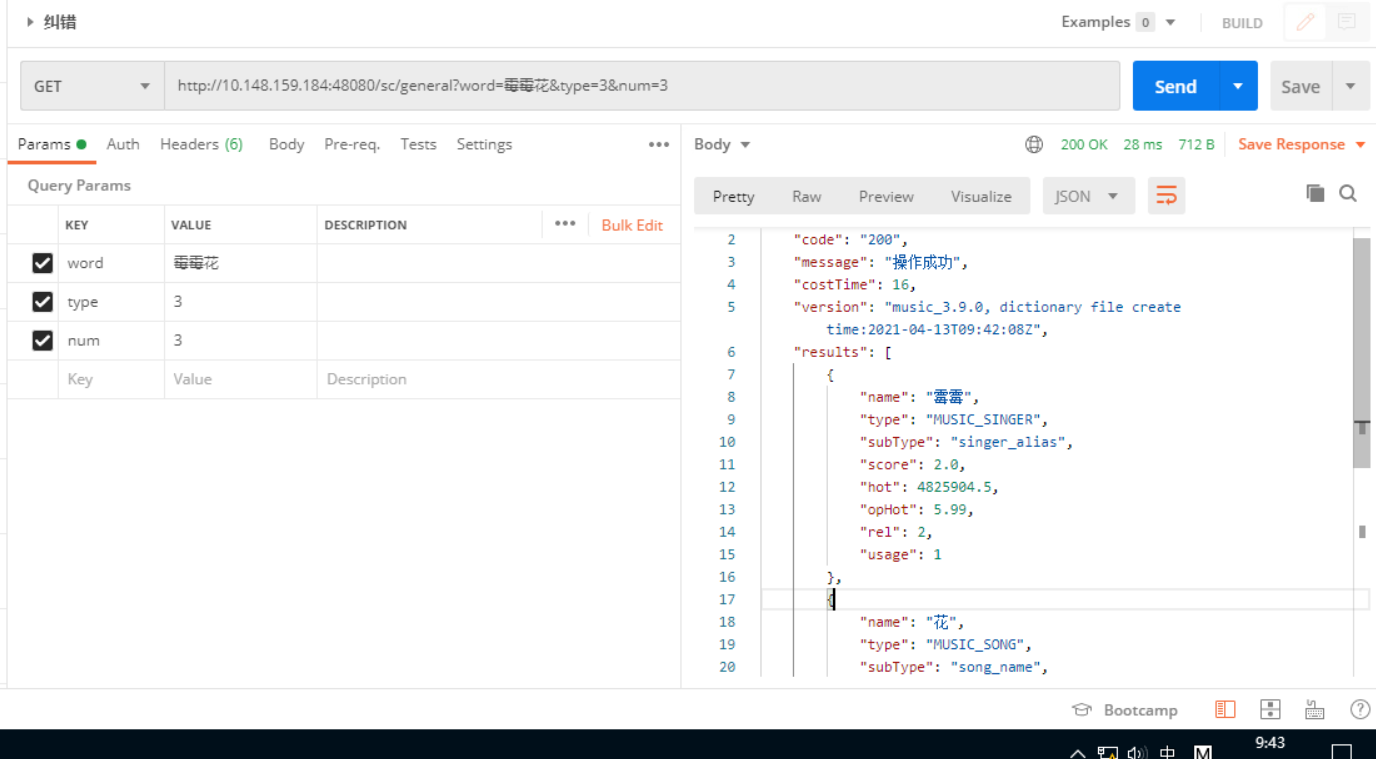 纠错
Examples 0
BUILD
GET
http://10.148.159.184:48080/sc/general?word=霉霉花&type=3&num=3
Send
Save
Params
Auth
Headers (6)
Body
Pre-req.
Tests
Settings
•••
Body
200 OK 28 ms 712 B
Save Response
Query Params
Pretty
Raw
Preview
Visualize
JSON
KEY VALUE DESCRIPTION ••• Bulk Edit
word 霉霉花
type 3
num 3
Key Value Description
2 "code": "200",
3 "message": "操作成功",
4 "costTime": 16,
5 "version": "music_3.9.0, dictionary file create
time:2021-04-13T09:42:08Z",
6 "results": [
7 {
8 "name": "霉霉",
9 "type": "MUSIC_SINGER",
10 "subType": "singer_alias",
11 "score": 2.0,
12 "hot": 4825904.5,
13 "opHot": 5.99,
14 "rel": 2,
15 "usage": 1
16 },
17 {
18 "name": "花",
19 "type": "MUSIC_SONG",
20 "subType": "song_name",
Bootcamp
中 M 9:43